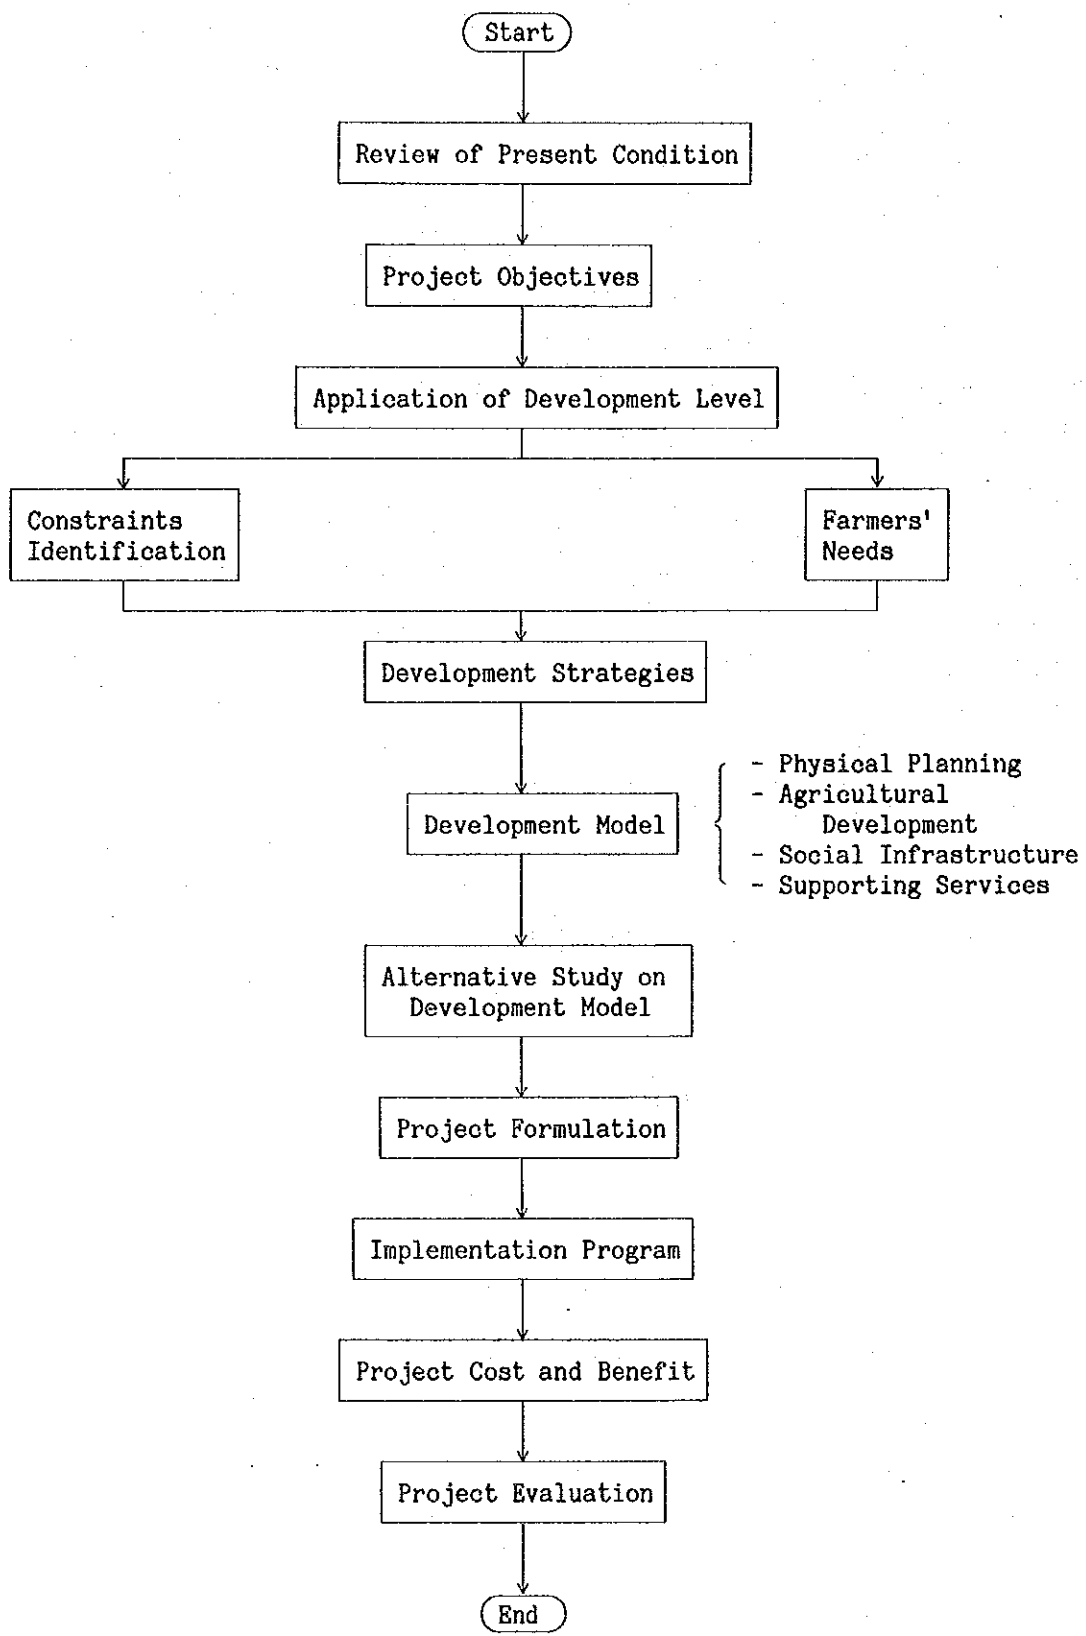 Start
Review of Present Condition
Project Objectives
Application of Development Level
Constraints
Identification
Farmers'
Needs
Development Strategies
Development Model
- Physical Planning
- Agricultural
Development
- Social Infrastructure
- Supporting Services
Alternative Study on
Development Model
Project Formulation
Implementation Program
Project Cost and Benefit
Project Evaluation
End